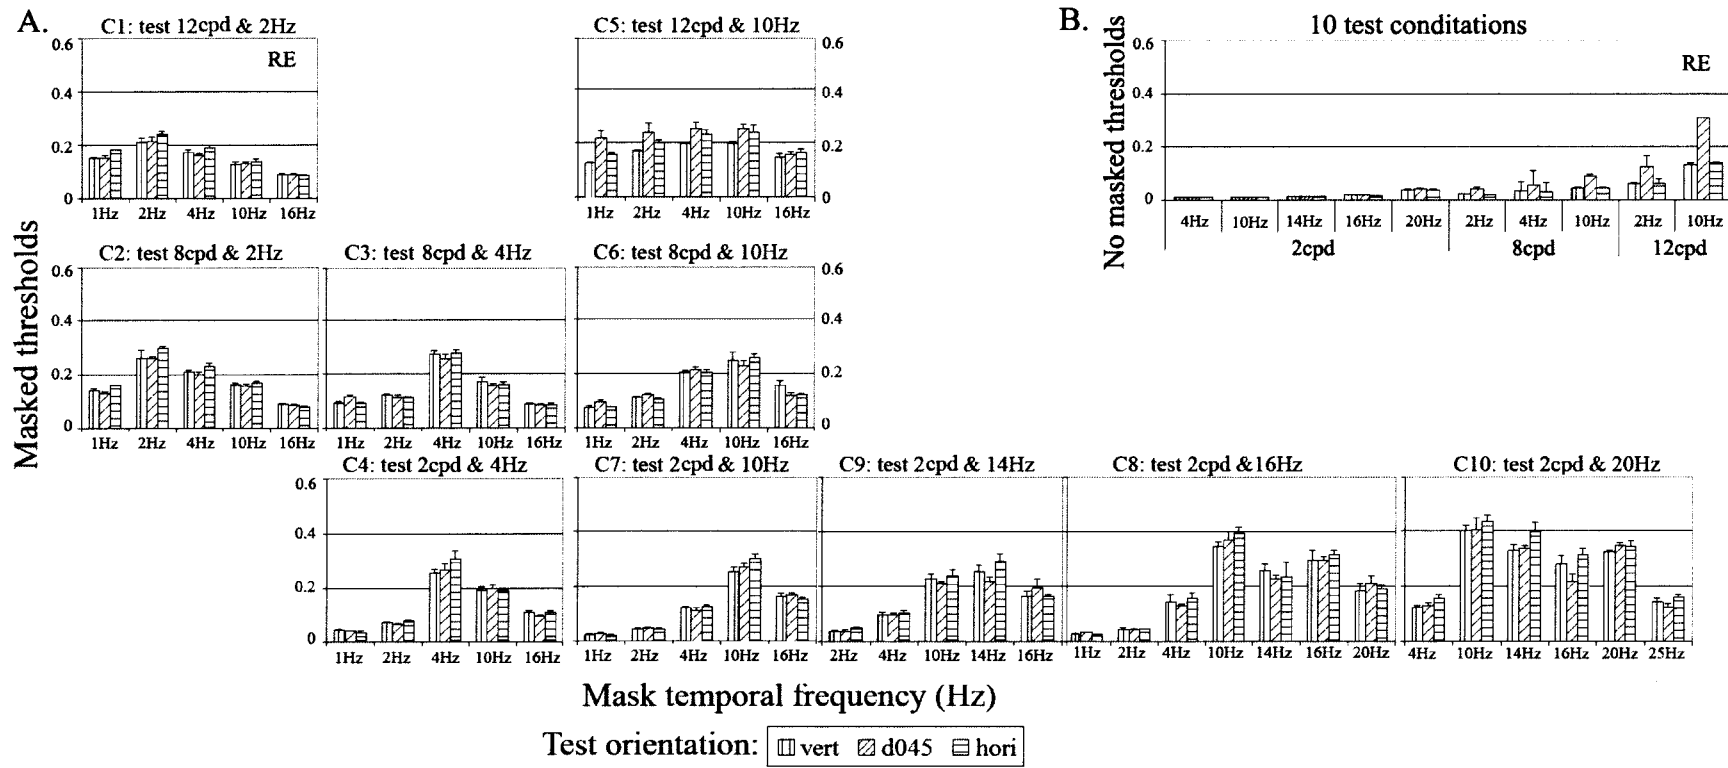 A.
C1: test 12cpd & 2Hz
RE
0.6
0.4
0.2
0
1Hz 2Hz 4Hz 10Hz 16Hz
C5: test 12cpd & 10Hz
0.6
0.4
0.2
0
1Hz 2Hz 4Hz 10Hz 16Hz
Masked thresholds
C2: test 8cpd & 2Hz
0.6
0.4
0.2
0
1Hz 2Hz 4Hz 10Hz 16Hz
C3: test 8cpd & 4Hz
1Hz 2Hz 4Hz 10Hz 16Hz
C6: test 8cpd & 10Hz
0.6
0.4
0.2
0
1Hz 2Hz 4Hz 10Hz 16Hz
C4: test 2cpd & 4Hz
0.6
0.4
0.2
0
1Hz 2Hz 4Hz 10Hz 16Hz
C7: test 2cpd & 10Hz
1Hz 2Hz 4Hz 10Hz 16Hz
C9: test 2cpd & 14Hz
2Hz 4Hz 10Hz 14Hz 16Hz
C8: test 2cpd &16Hz
1Hz 2Hz 4Hz 10Hz 14Hz 16Hz 20Hz
C10: test 2cpd & 20Hz
4Hz 10Hz 14Hz 16Hz 20Hz 25Hz
Mask temporal frequency (Hz)
Test orientation: vert d045 hori
B.
10 test conditations
RE
No masked thresholds
0.6
0.4
0.2
0
4Hz 10Hz 14Hz 16Hz 20Hz 2Hz 4Hz 10Hz 2Hz 10Hz
2cpd 8cpd 12cpd